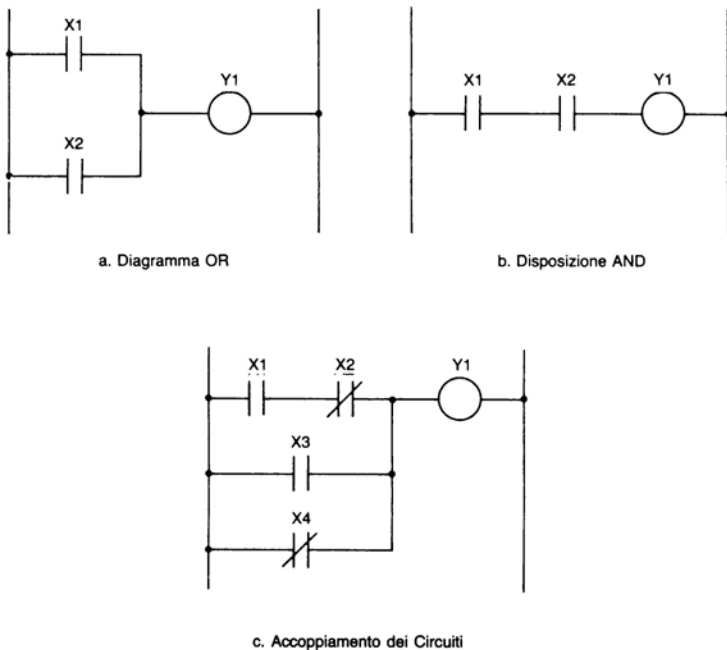 X1
Y1
X2
a. Diagramma OR
X1 X2 Y1
b. Disposizione AND
X1 X2 Y1
X3
X4
c. Accoppiamento dei Circuiti